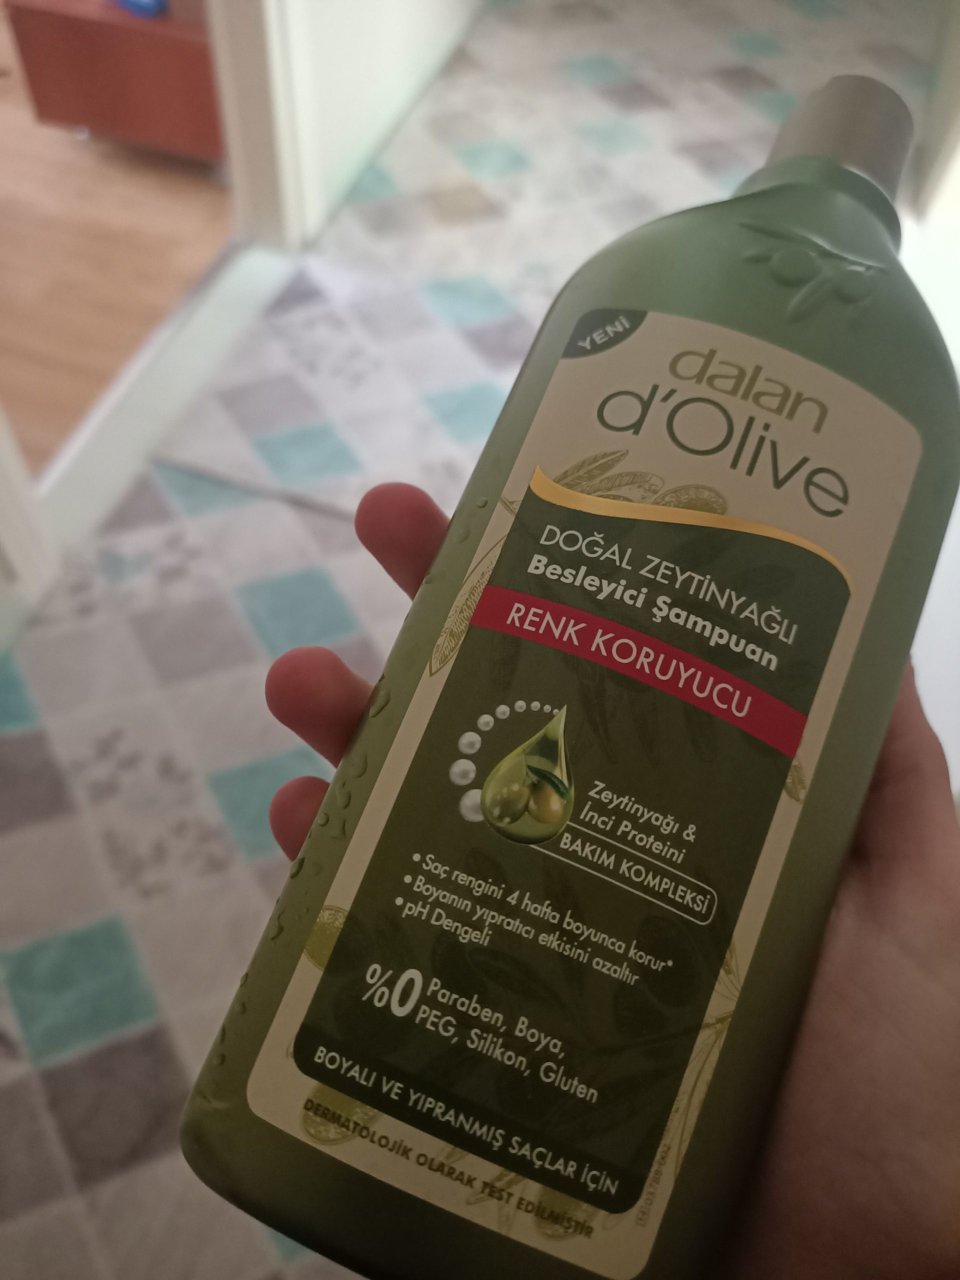 YENİ
dalan
d'Olive
DOĞAL ZEYTİNYAĞLI
Besleyici Şampuan
RENK KORUYUCU
Zeytinyağı &
İnci Proteini
BAKIM KOMPLEKSİ
• Saç rengini 4 hafta boyunca korur*
• Boyanın yıpratıcı etkisini azaltır
• pH Dengeli
%0 Paraben, Boya,
PEG, Silikon, Gluten
BOYALI VE YIPRANMIŞ SAÇLAR İÇİN
DERMATOLOJİK OLARAK TEST EDİLMİŞTİR